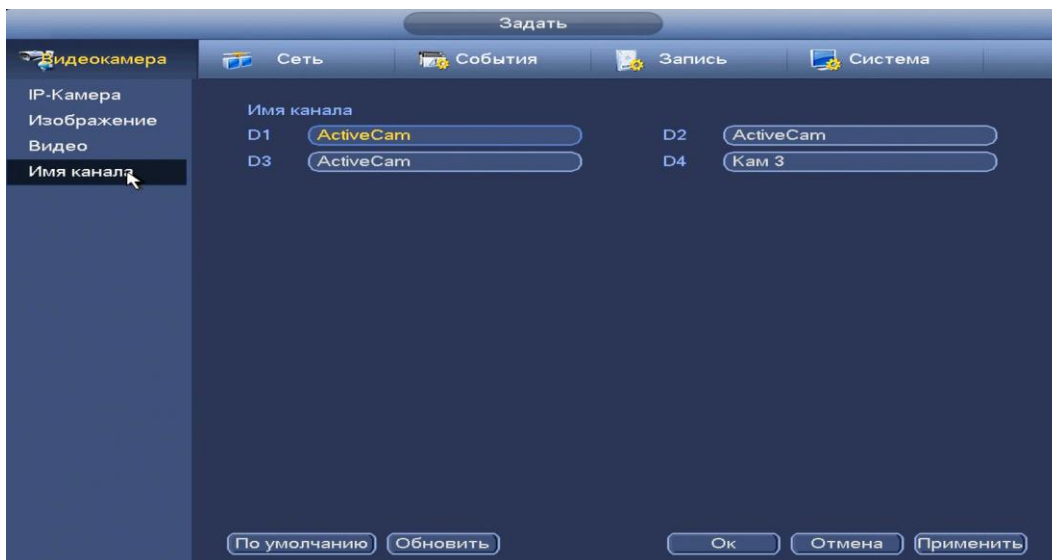 Задать
Видеокамера Сеть События Запись Система
IP-Камера
Изображение
Видео
Имя канала
Имя канала
D1 ActiveCam D2 ActiveCam
D3 ActiveCam D4 Кам 3
По умолчанию Обновить Ок Отмена Применить